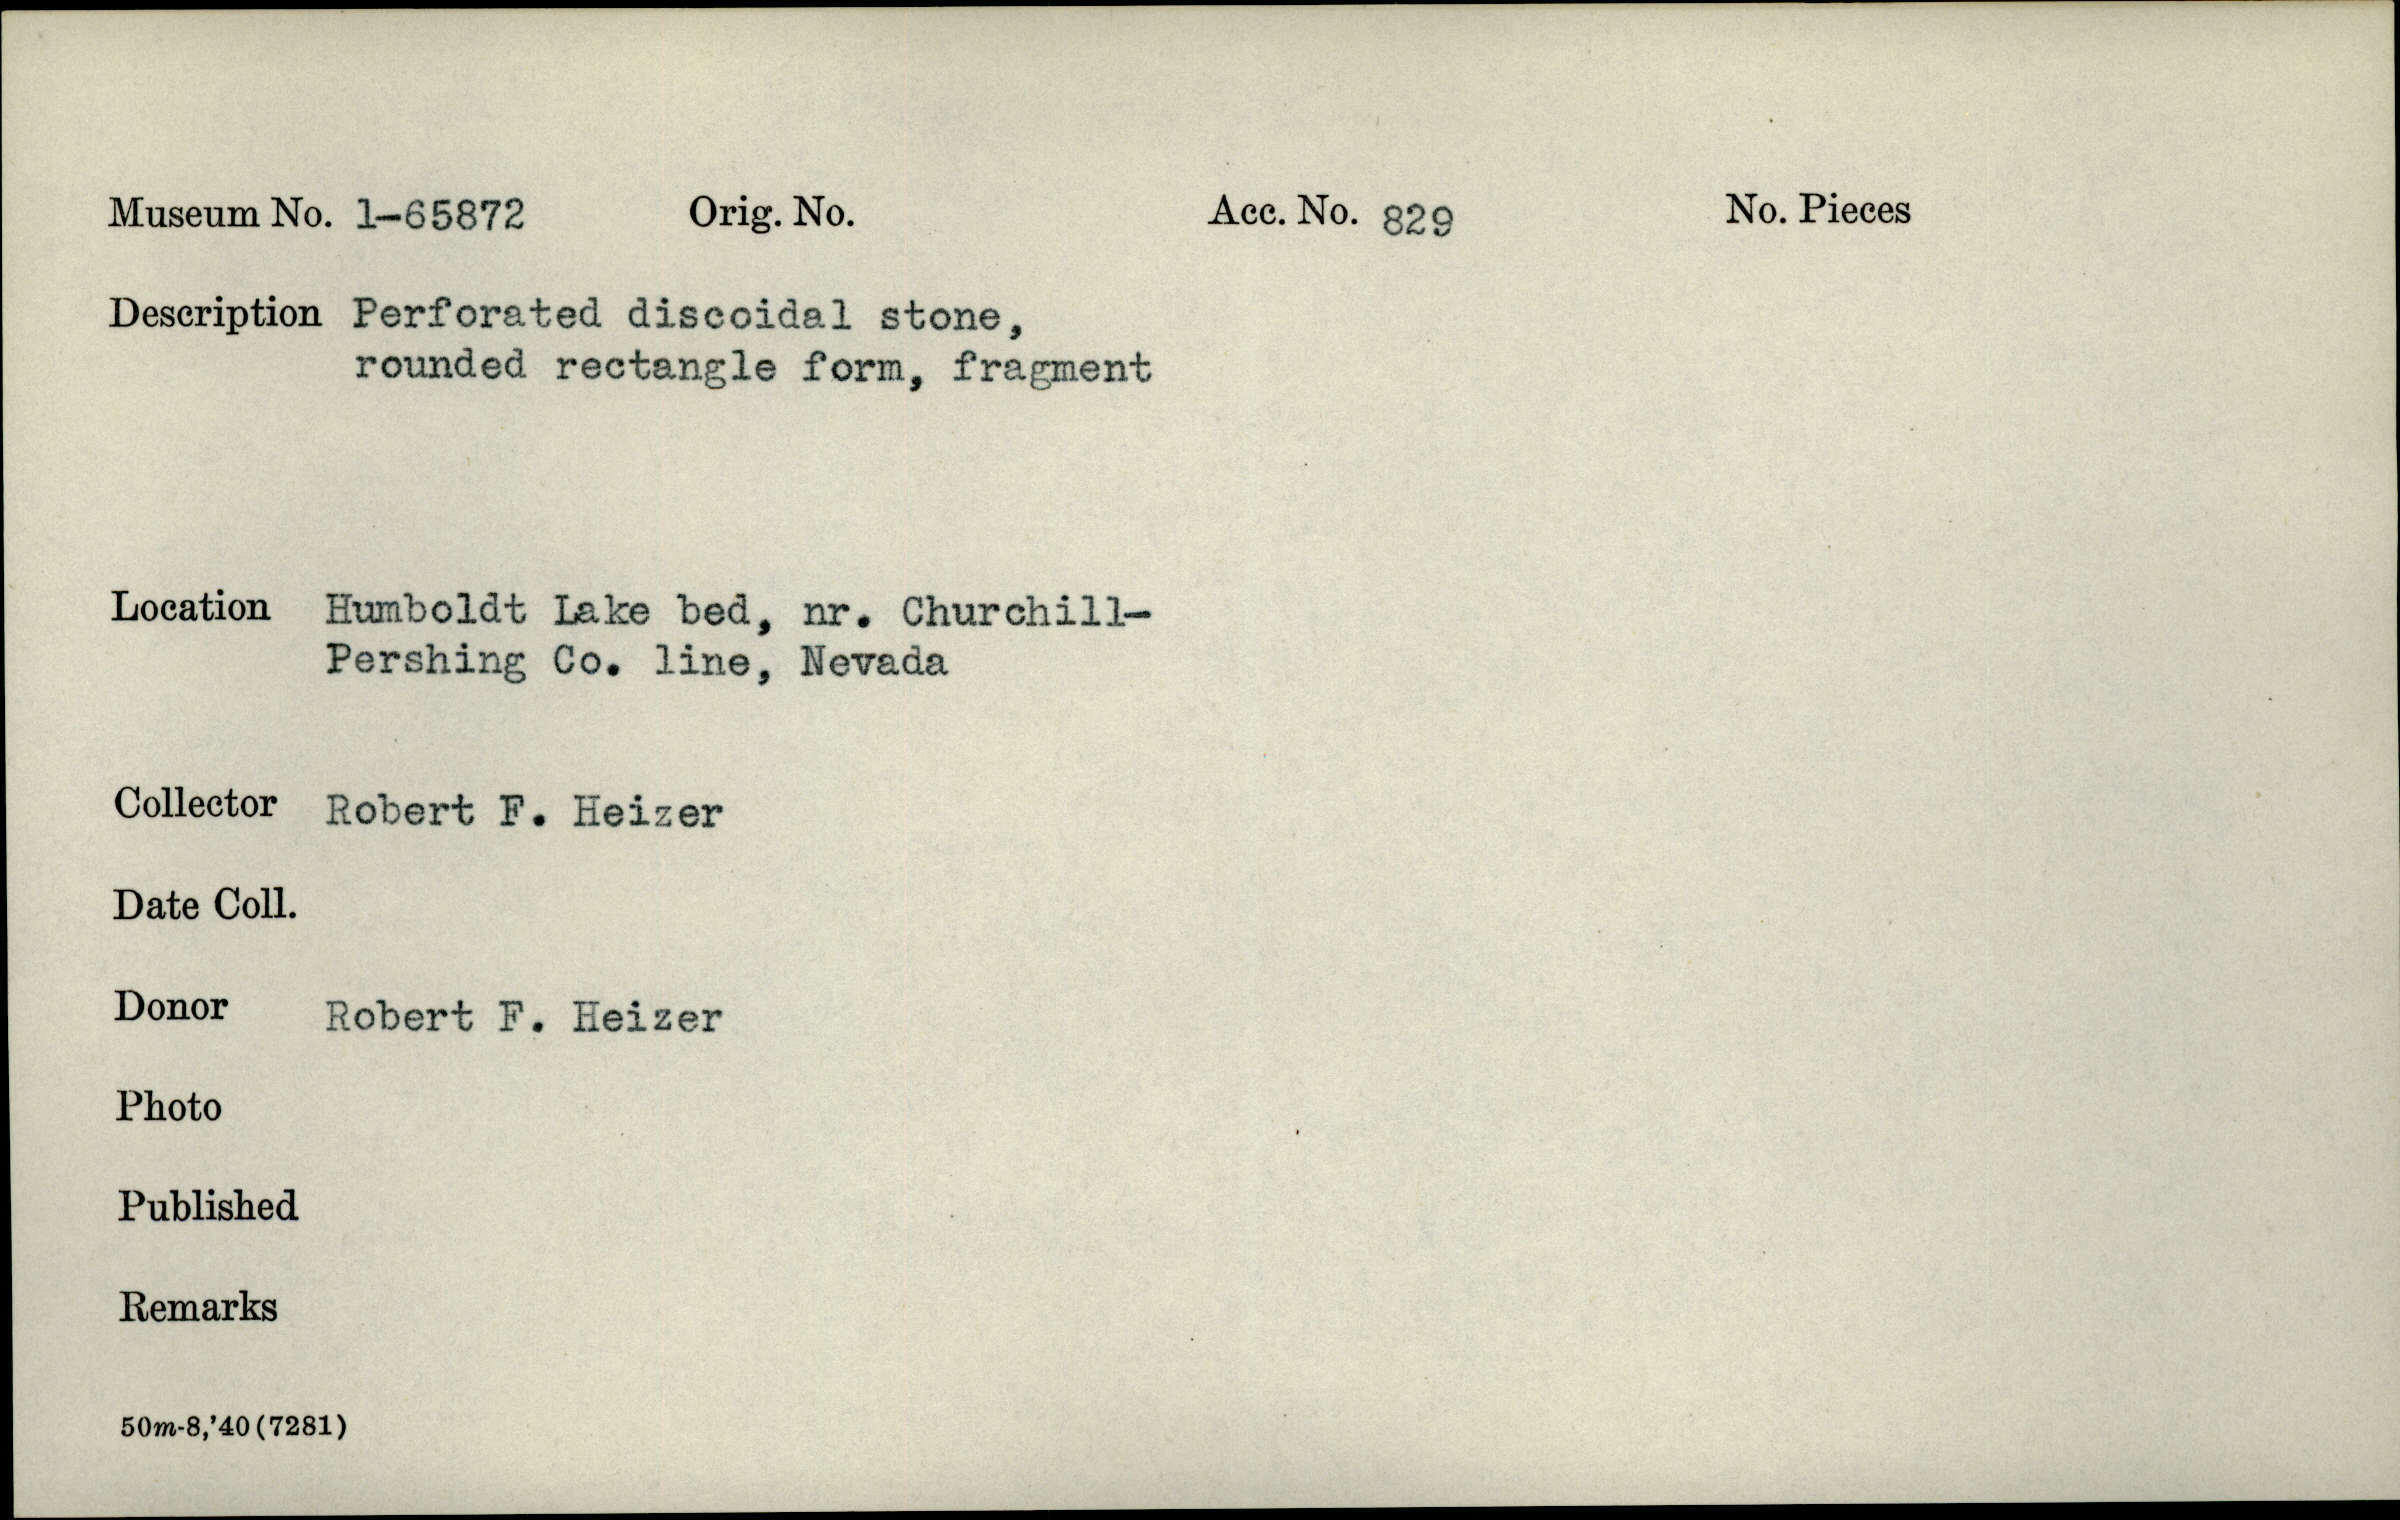 Museum No. 1-65872 Orig. No. Acc. No. 829 No. Pieces
Description Perforated discoidal stone,
rounded rectangle form, fragment
Location Humboldt Lake bed, nr. Churchill-
Pershing Co. line, Nevada
Collector Robert F. Heizer
Date Coll.
Donor Robert F. Heizer
Photo
Published
Remarks
50m-8,'40(7281)